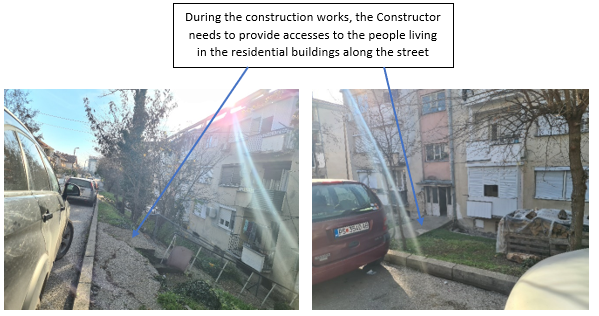 During the construction works, the Constructor
needs to provide accesses to the people living
in the residential buildings along the street